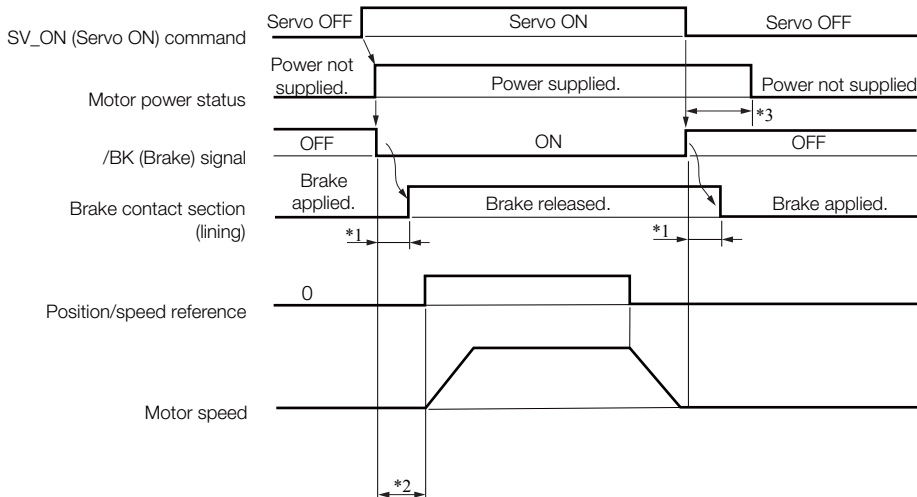 Servo OFF
Servo ON
Servo OFF
SV_ON (Servo ON) command
Power not
supplied.
Power supplied.
Power not supplied
Motor power status
*3
OFF
ON
OFF
/BK (Brake) signal
Brake
applied.
Brake released.
Brake applied.
Brake contact section
(lining)
*1
*1
0
Position/speed reference
Motor speed
*2